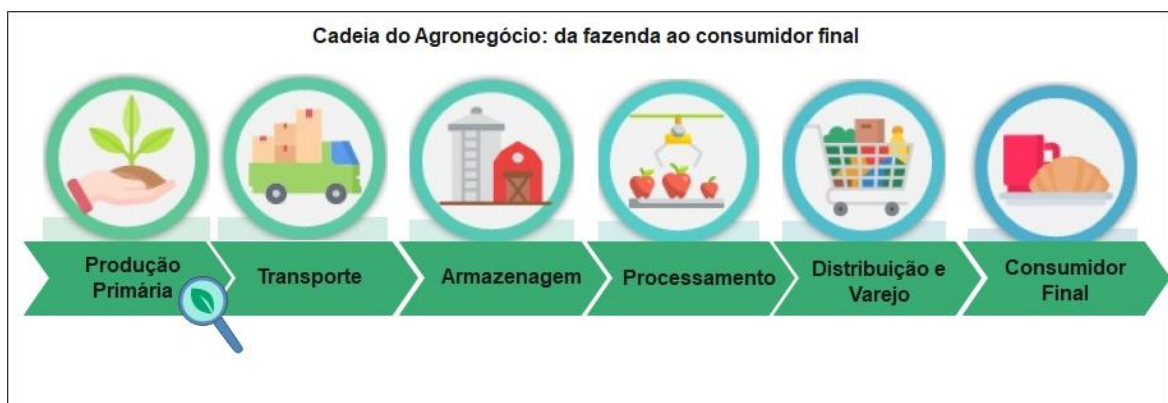 Cadeia do Agronegócio: da fazenda ao consumidor final
Produção
Primária
Transporte
Armazenagem
Processamento
Distribuição e
Varejo
Consumidor
Final